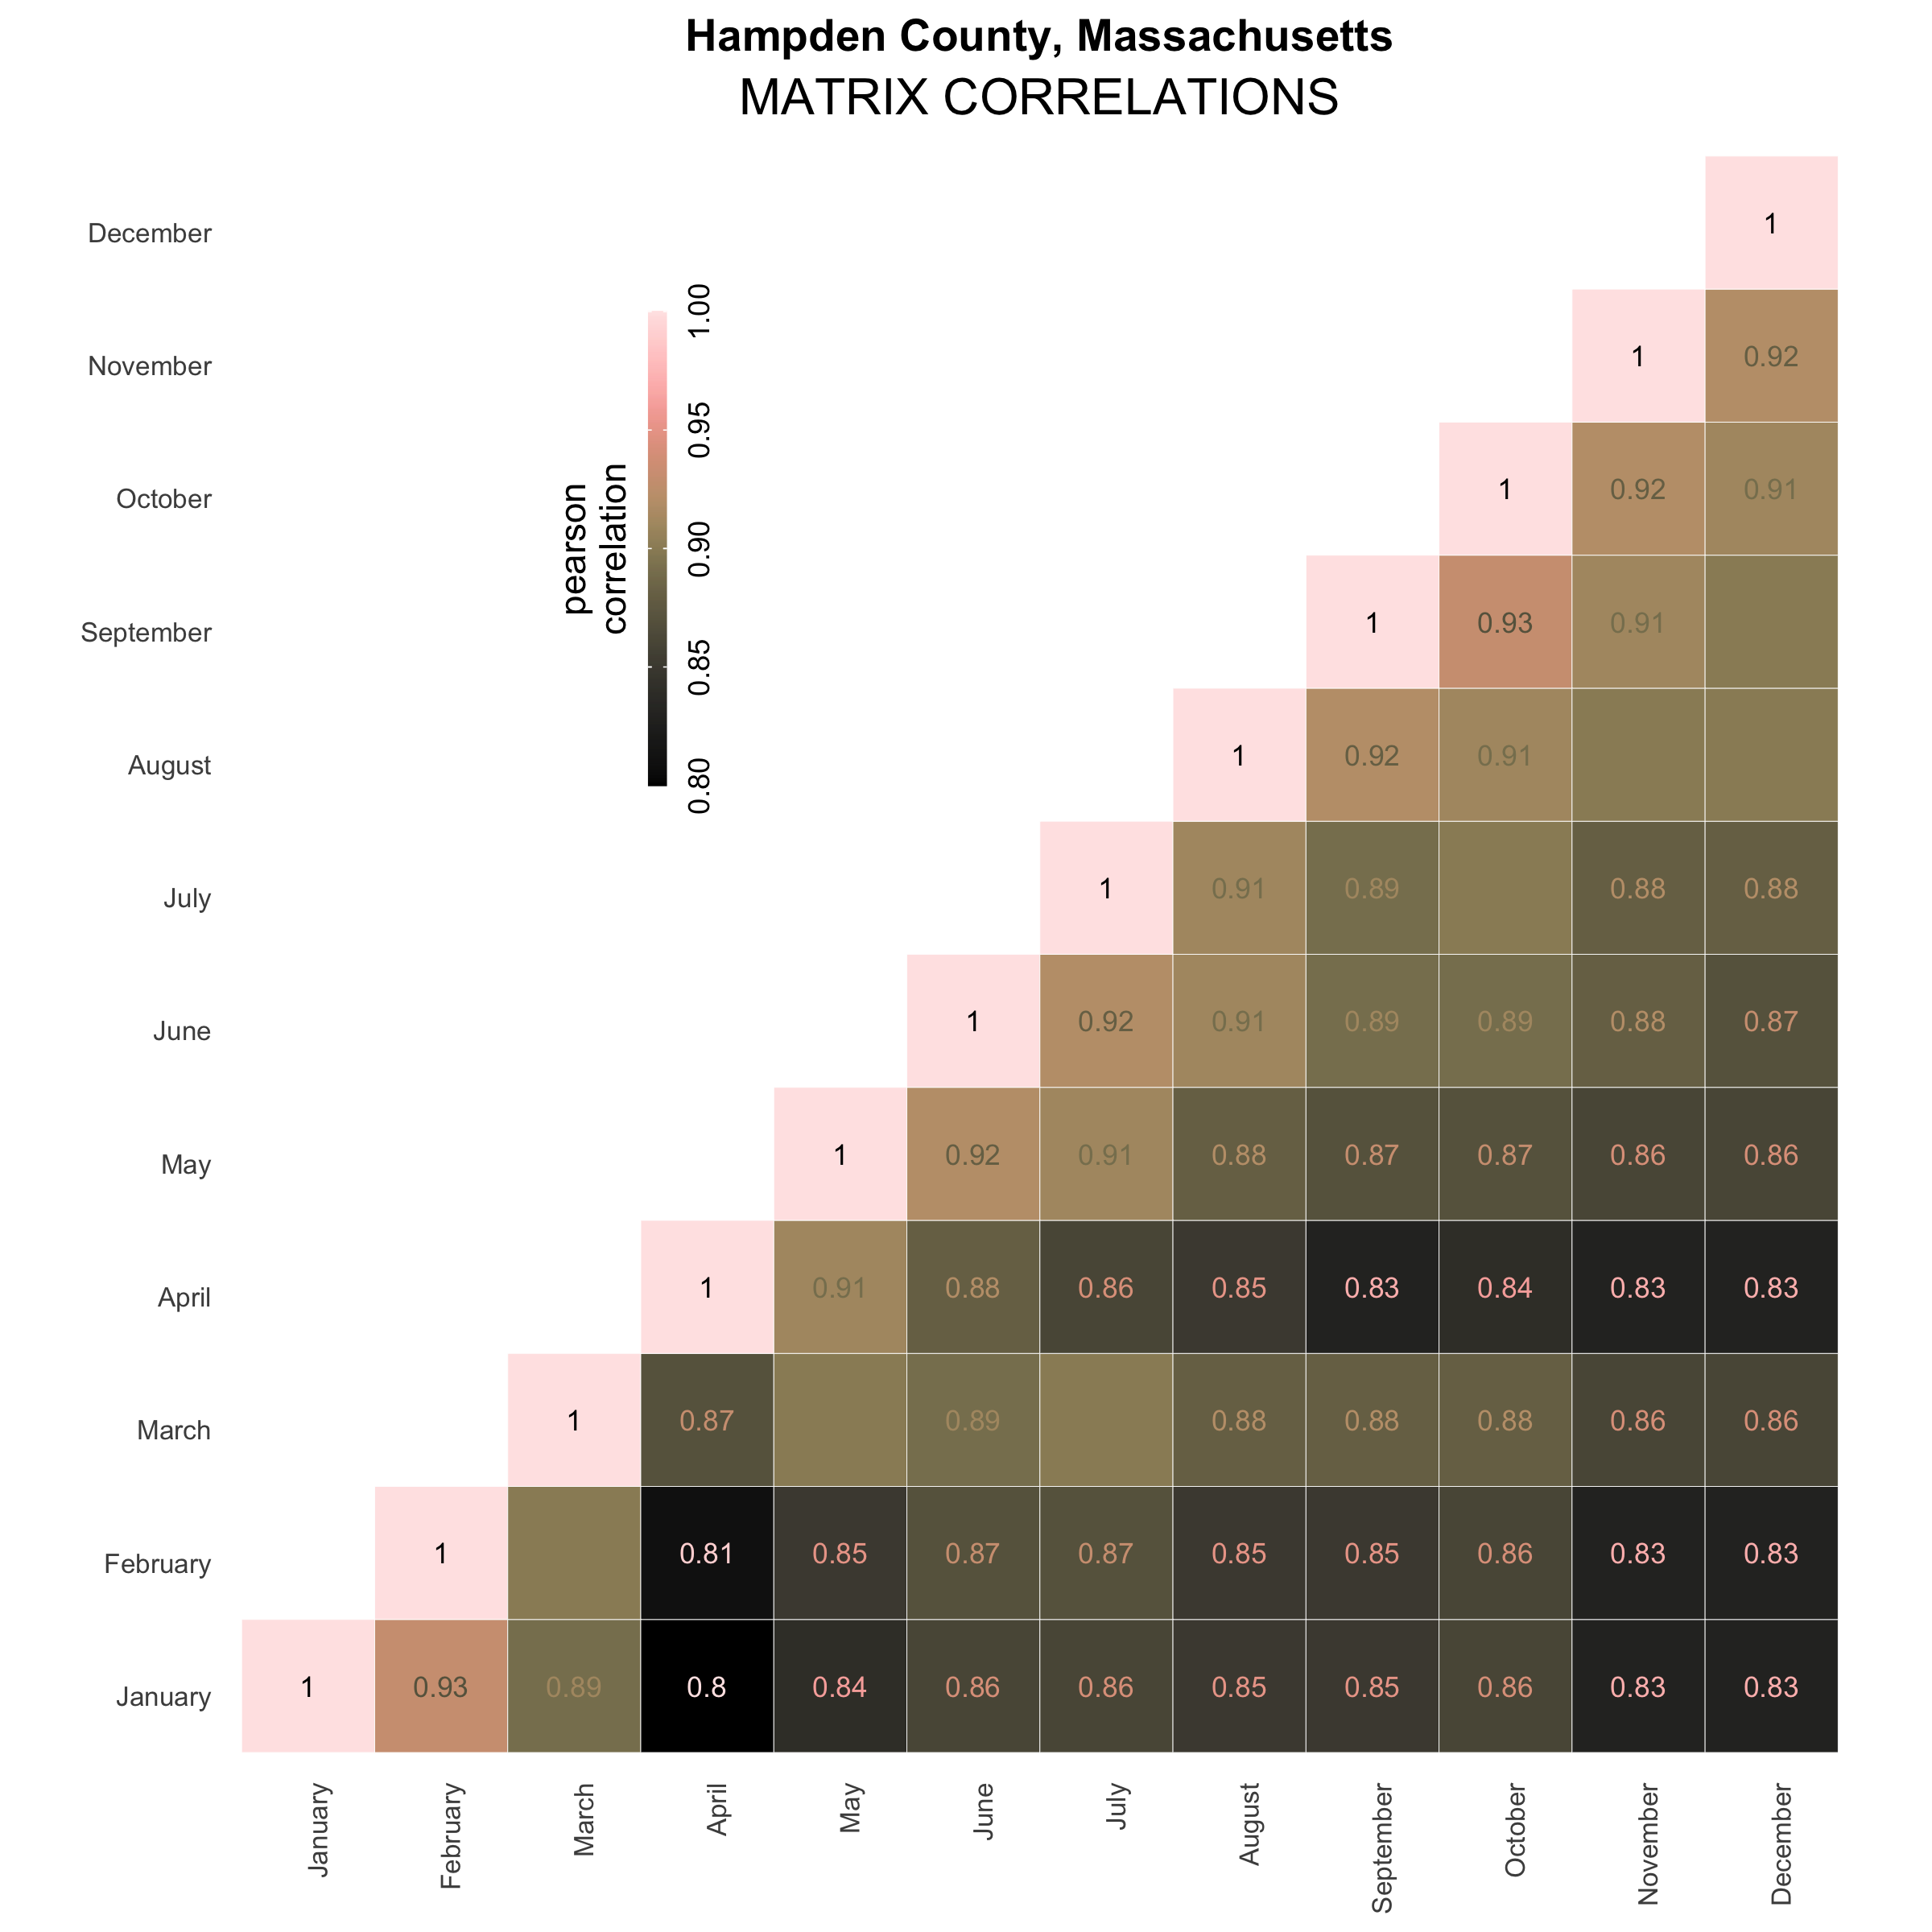 Hampden County, Massachusetts
MATRIX CORRELATIONS
pearson
correlation
1.00
0.95
0.90
0.85
0.80
December 1
November 1 0.92
October 1 0.92 0.91
September 1 0.93 0.91
August 1 0.92 0.91
July 1 0.91 0.89 0.88 0.88
June 1 0.92 0.91 0.89 0.89 0.88 0.87
May 1 0.92 0.91 0.88 0.87 0.87 0.86 0.86
April 1 0.91 0.88 0.86 0.85 0.83 0.84 0.83 0.83
March 1 0.87 0.89 0.88 0.88 0.88 0.86 0.86
February 1 0.81 0.85 0.87 0.87 0.85 0.85 0.86 0.83 0.83
January 1 0.93 0.89 0.8 0.84 0.86 0.86 0.85 0.85 0.86 0.83 0.83
January February March April May June July August September October November December